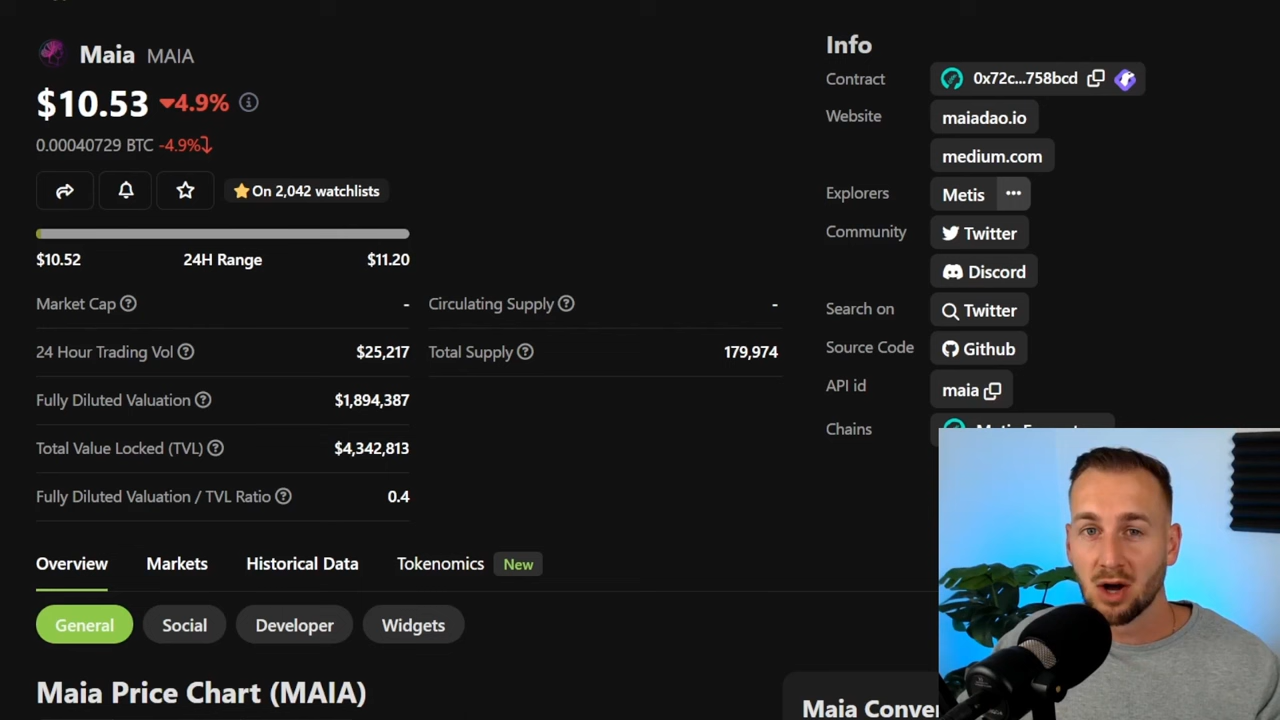 Maia MAIA
$10.53 4.9%
0.00040729 BTC -4.9%
On 2,042 watchlists
$10.52 24H Range $11.20
Market Cap -
24 Hour Trading Vol $25,217
Fully Diluted Valuation $1,894,387
Total Value Locked (TVL) $4,342,813
Fully Diluted Valuation / TVL Ratio 0.4
Circulating Supply -
Total Supply 179,974
Info
Contract 0x72c...758bcd
Website maiadao.io
medium.com
Explorers Metis
Community Twitter
Discord
Search on Twitter
Source Code Github
API id maia
Chains
Overview Markets Historical Data Tokenomics New
General Social Developer Widgets
Maia Price Chart (MAIA)
Maia